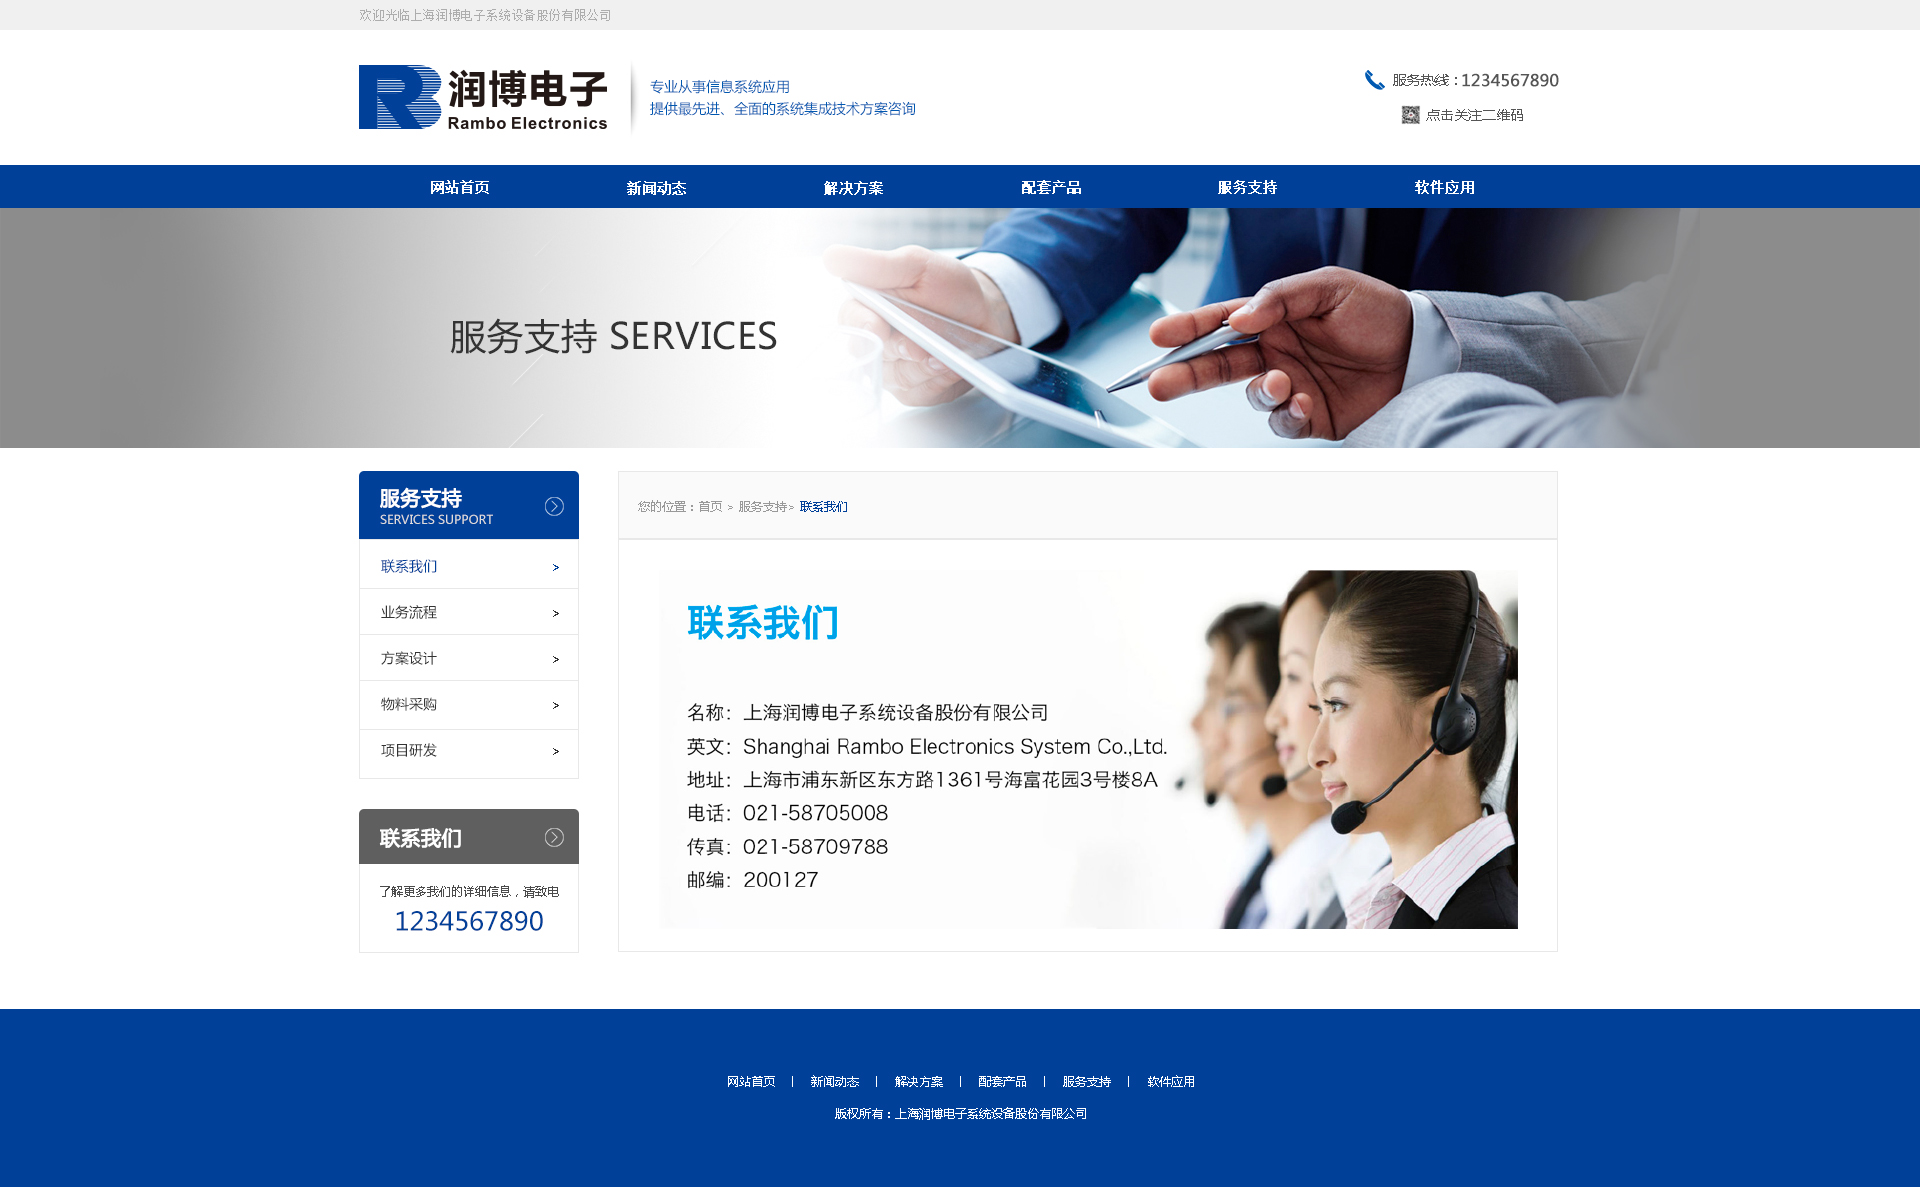 欢迎光临上海润博电子系统设备股份有限公司
润博电子
Rambo Electronics
专业从事信息系统应用
提供最先进、全面的系统集成技术方案咨询
服务热线：1234567890
点击关注二维码
网站首页 新闻动态 解决方案 配套产品 服务支持 软件应用
服务支持 SERVICES
服务支持
SERVICES SUPPORT
联系我们 >
业务流程 >
方案设计 >
物料采购 >
项目研发 >
联系我们
了解更多我们的详细信息，请致电
1234567890
您的位置：首页 > 服务支持> 联系我们
联系我们
名称：上海润博电子系统设备股份有限公司
英文：Shanghai Rambo Electronics System Co.,Ltd.
地址：上海市浦东新区东方路1361号海富花园3号楼8A
电话：021-58705008
传真：021-58709788
邮编：200127
网站首页 | 新闻动态 | 解决方案 | 配套产品 | 服务支持 | 软件应用
版权所有：上海润博电子系统设备股份有限公司